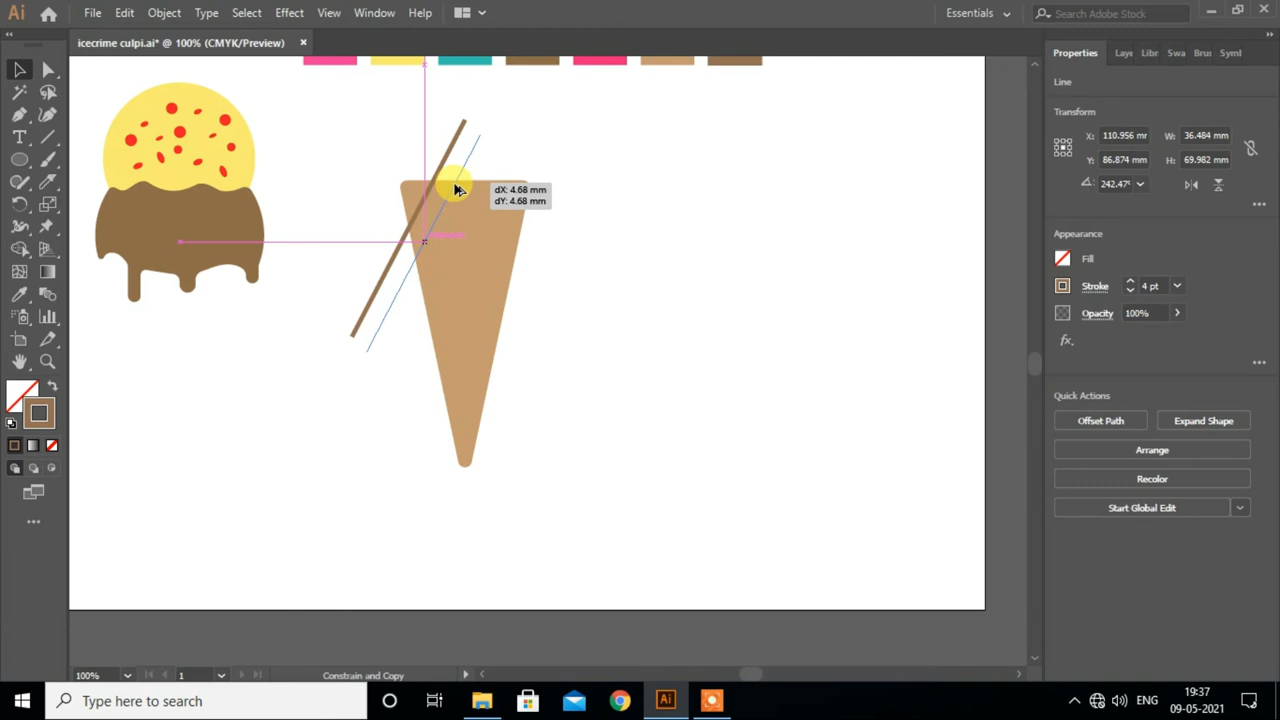 Ai File Edit Object Type Select Effect View Window Help Essentials Search Adobe Stock
icecrime culpi.ai* @ 100% (CMYK/Preview) ×
Properties Laye Libr Swa Brus Symt
Line
Transform
X: 110.956 mm W: 36.484 mm
Y: 86.874 mm H: 69.982 mm
242.47°
dX: 4.68 mm
dY: 4.68 mm
Appearance
Fill
Stroke 4 pt
Opacity 100%
fx.
Quick Actions
Offset Path Expand Shape
Arrange
Recolor
Start Global Edit
100% 1 Constrain and Copy
Type here to search
Ai
ENG
19:37
09-05-2021